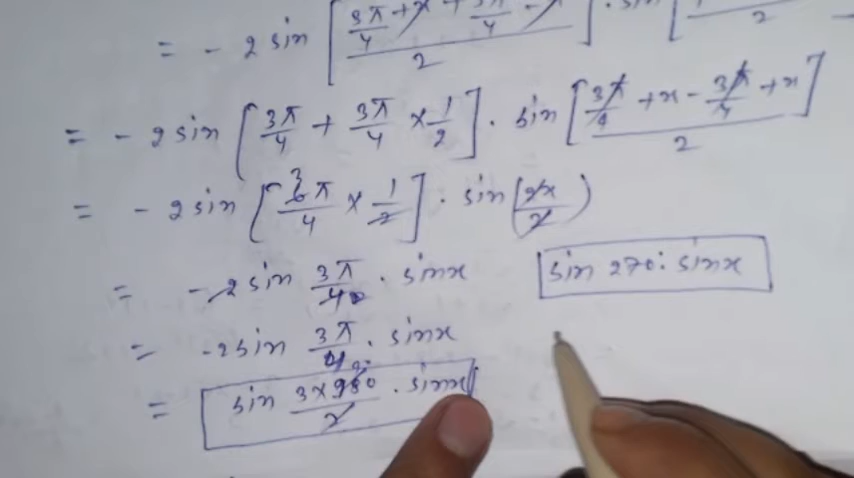 = - 2 sin [ (3π/4 + x + 3π/4 - x) / 2 ] . sin [
= - 2 sin [ 3π/4 + 3π/4 × 1/2 ] . sin [ (3π/4 + x - 3π/4 + x) / 2 ]
= - 2 sin [ 6π/4 × 1/2 ] . sin (2x/2)
= - 2 sin 3π/4 . sinx sin 270: sinx
= - 2 sin 3π/4 . sinx
= sin 3×180/2 . sinx